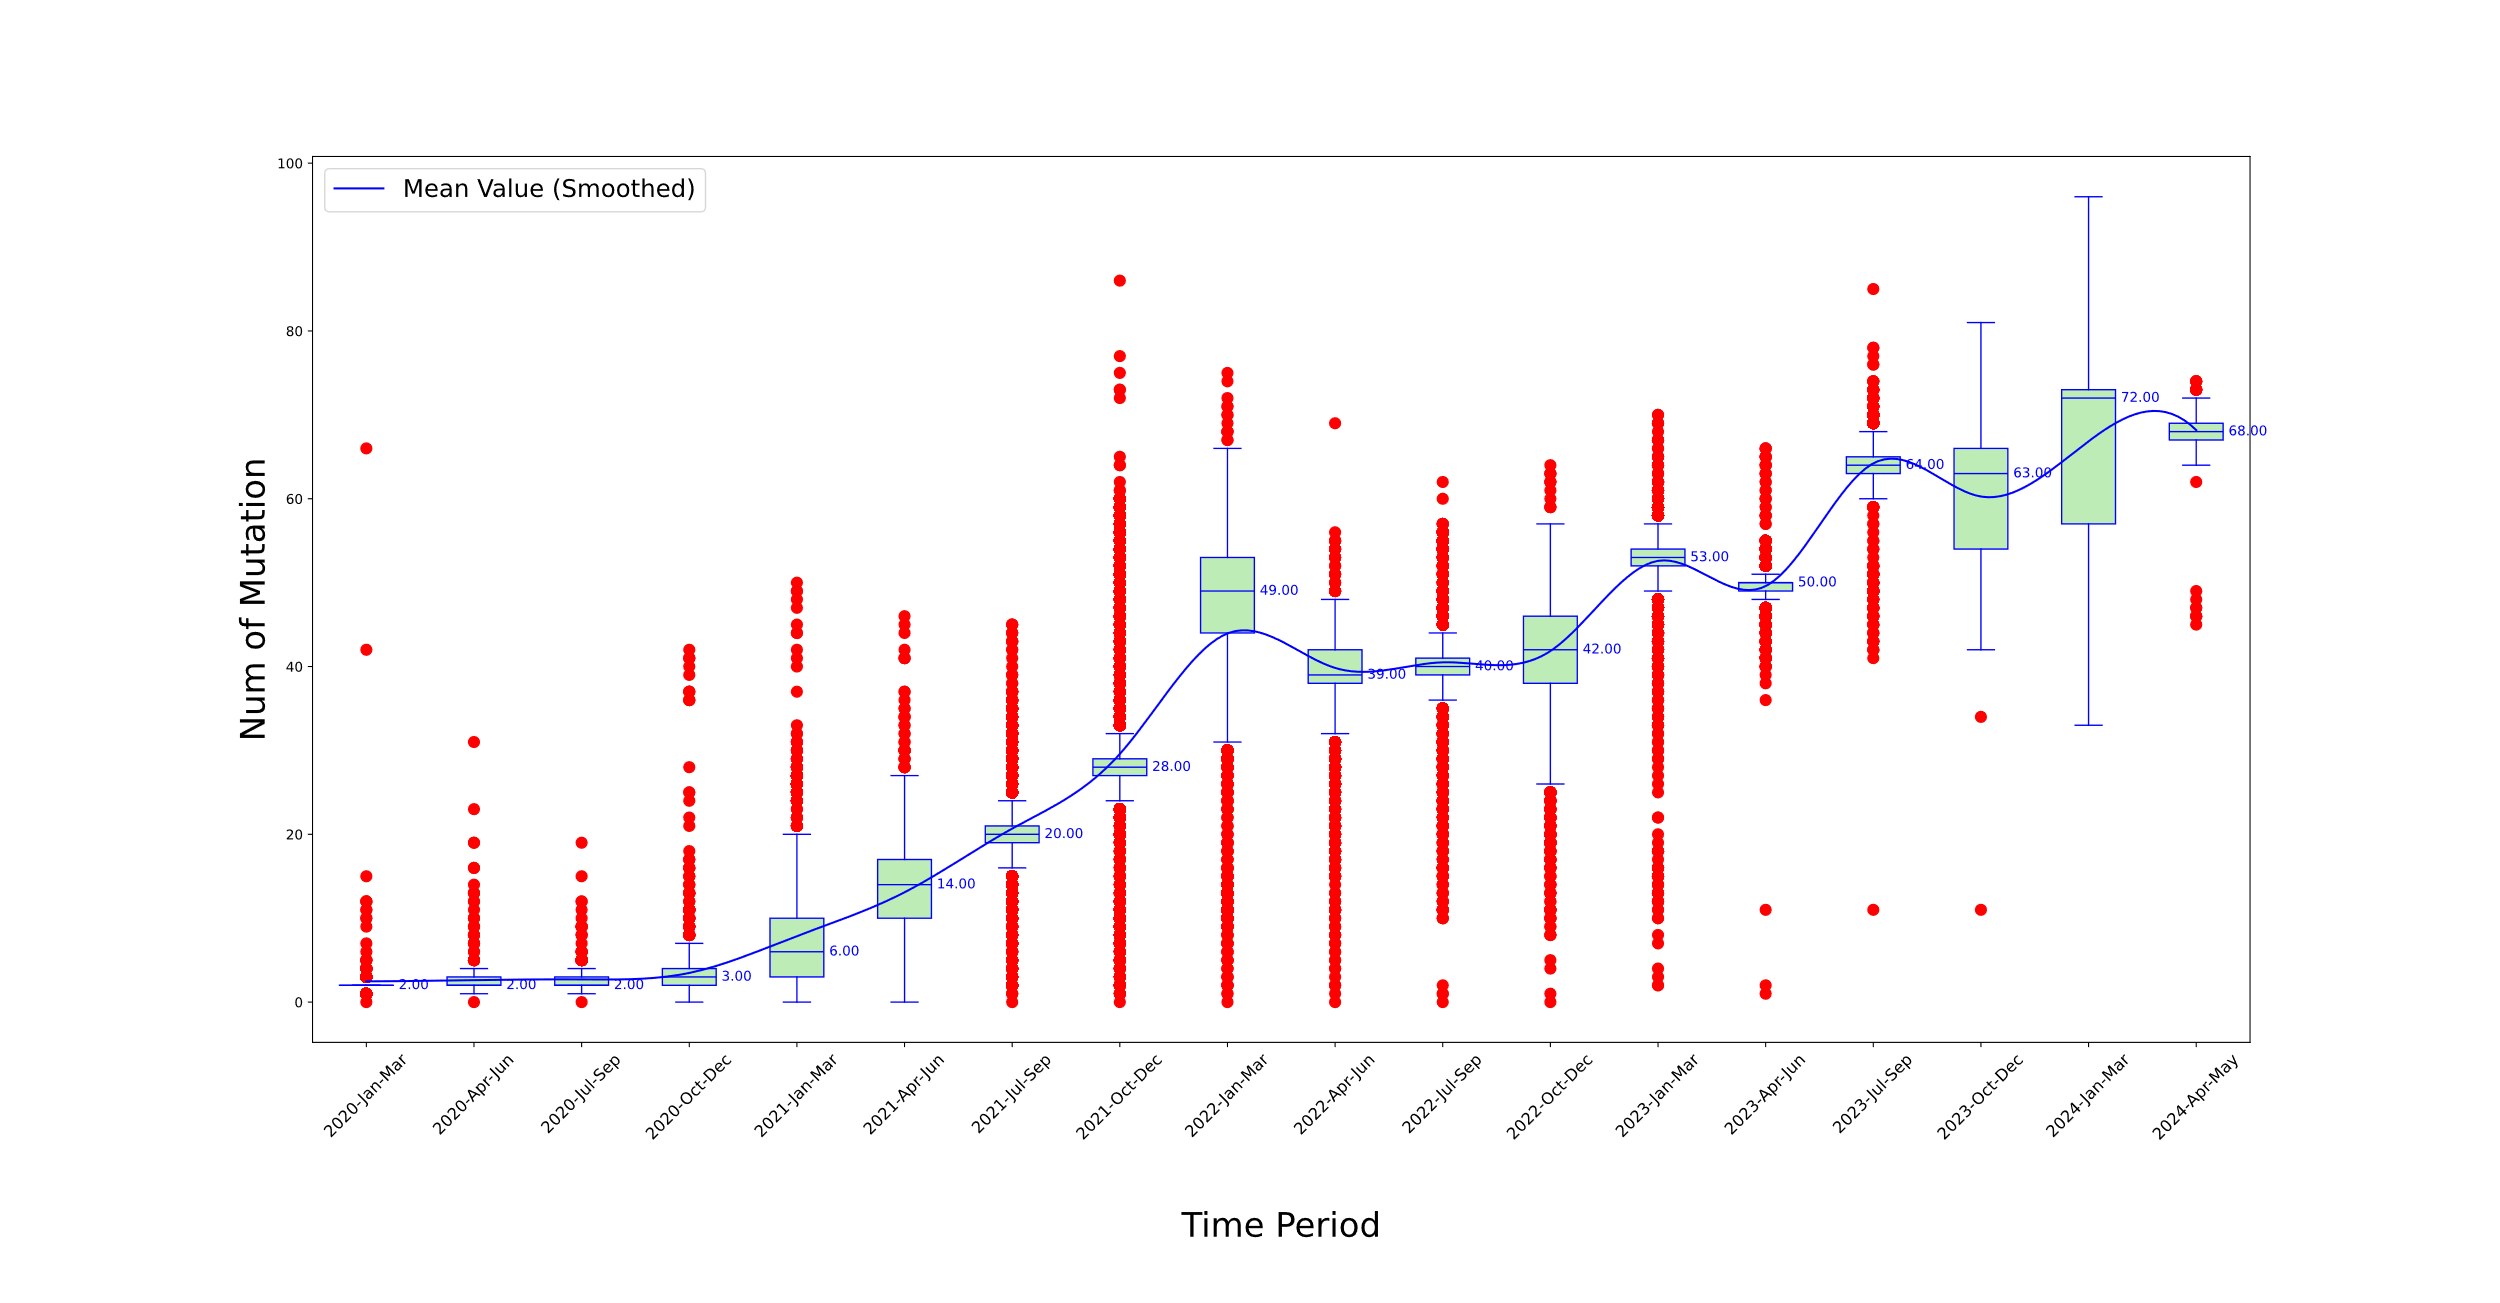 Mean Value (Smoothed)
Num of Mutation
100
80
60
40
20
0
2.00
2.00
2.00
3.00
6.00
14.00
20.00
28.00
49.00
39.00
40.00
42.00
53.00
50.00
64.00
63.00
72.00
68.00
2020-Jan-Mar
2020-Apr-Jun
2020-Jul-Sep
2020-Oct-Dec
2021-Jan-Mar
2021-Apr-Jun
2021-Jul-Sep
2021-Oct-Dec
2022-Jan-Mar
2022-Apr-Jun
2022-Jul-Sep
2022-Oct-Dec
2023-Jan-Mar
2023-Apr-Jun
2023-Jul-Sep
2023-Oct-Dec
2024-Jan-Mar
2024-Apr-May
Time Period